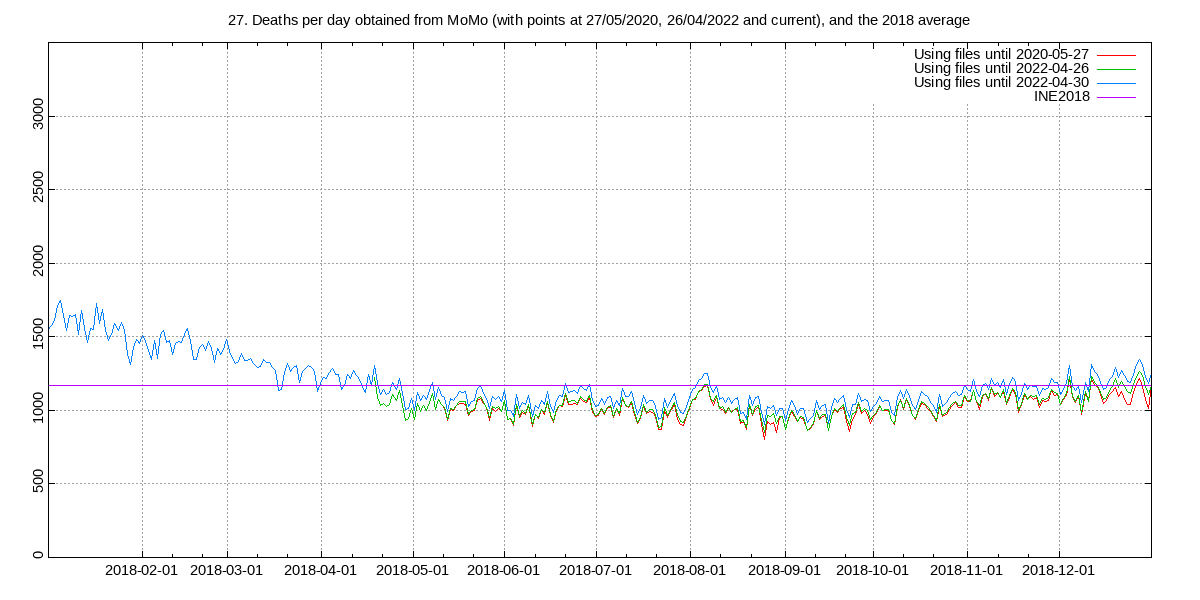 27. Deaths per day obtained from MoMo (with points at 27/05/2020, 26/04/2022 and current), and the 2018 average
Using files until 2020-05-27
Using files until 2022-04-26
Using files until 2022-04-30
INE2018
3000
2500
2000
1500
1000
500
0
2018-02-01 2018-03-01 2018-04-01 2018-05-01 2018-06-01 2018-07-01 2018-08-01 2018-09-01 2018-10-01 2018-11-01 2018-12-01